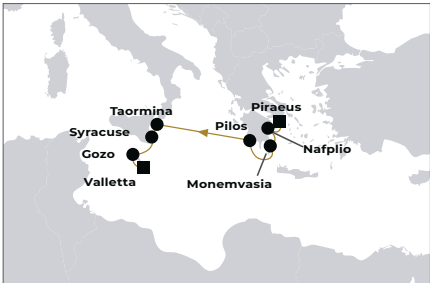 Taormina
Piraeus
Pilos
Syracuse
Nafplio
Gozo
Valletta
Monemvasia